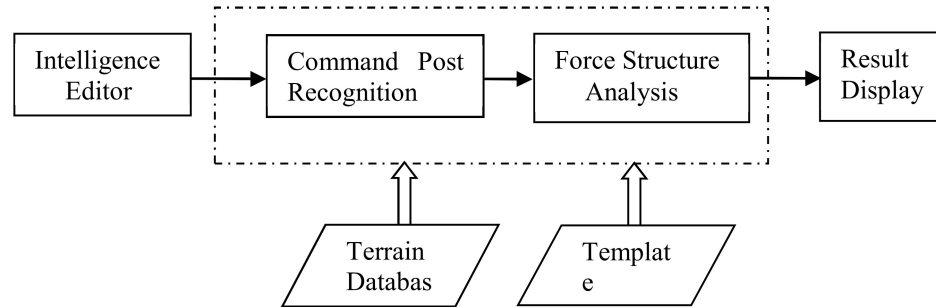 Intelligence
Editor
Command Post
Recognition
Force Structure
Analysis
Result
Display
Terrain
Databas
Templat
e